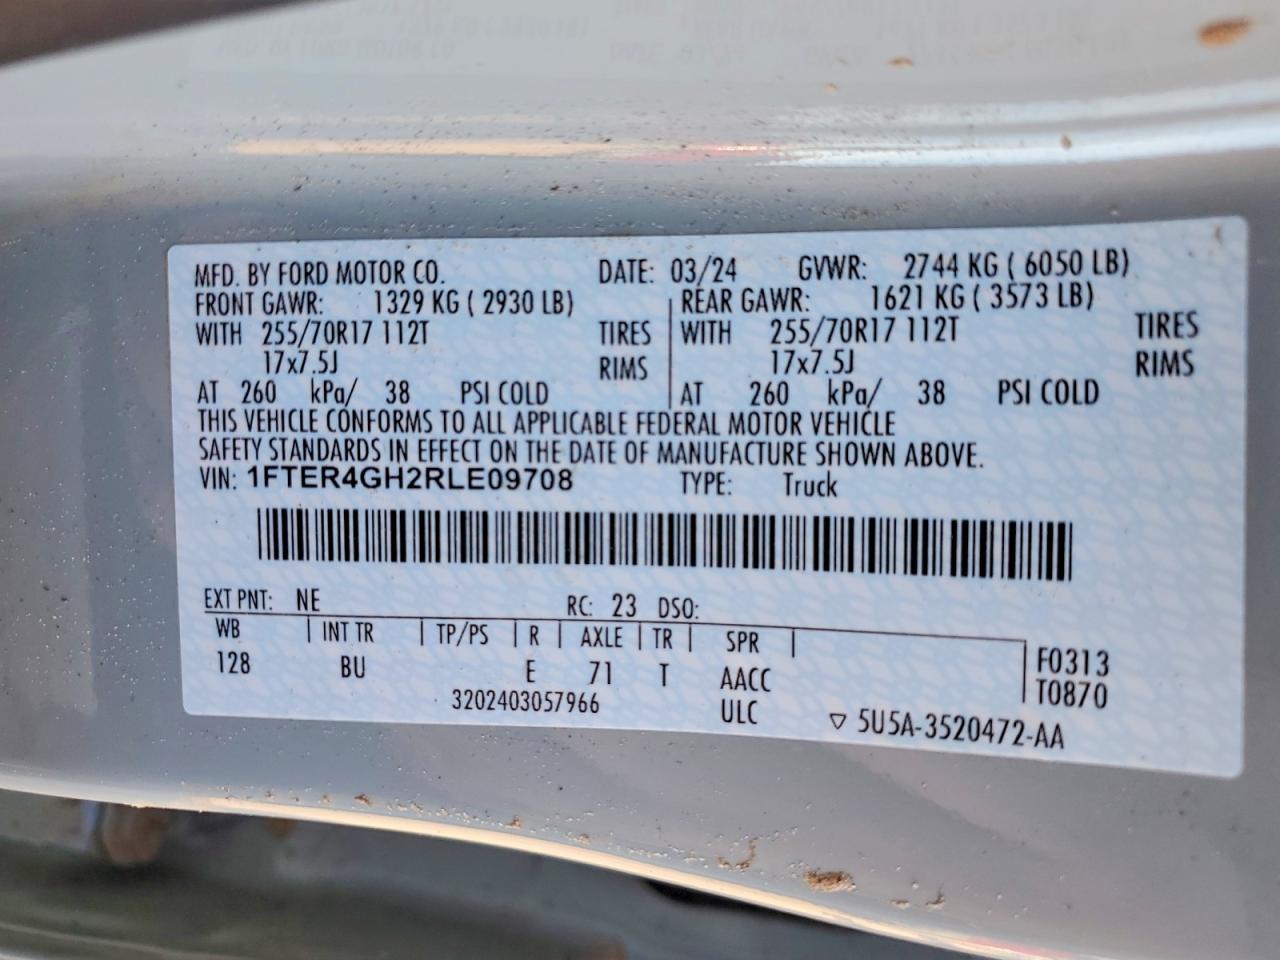 MFD. BY FORD MOTOR CO. DATE: 03/24 GVWR: 2744 KG ( 6050 LB)
FRONT GAWR: 1329 KG ( 2930 LB) REAR GAWR: 1621 KG ( 3573 LB)
WITH 255/70R17 112T TIRES WITH 255/70R17 112T TIRES
17x7.5J RIMS 17x7.5J RIMS
AT 260 kPa/ 38 PSI COLD AT 260 kPa/ 38 PSI COLD
THIS VEHICLE CONFORMS TO ALL APPLICABLE FEDERAL MOTOR VEHICLE
SAFETY STANDARDS IN EFFECT ON THE DATE OF MANUFACTURE SHOWN ABOVE.
VIN: 1FTER4GH2RLE09708 TYPE: Truck
EXT PNT: NE RC: 23 DSO:
WB INT TR TP/PS R AXLE TR SPR F0313
128 BU E 71 T AACC T0870
3202403057966 ULC ▽ 5U5A-3520472-AA